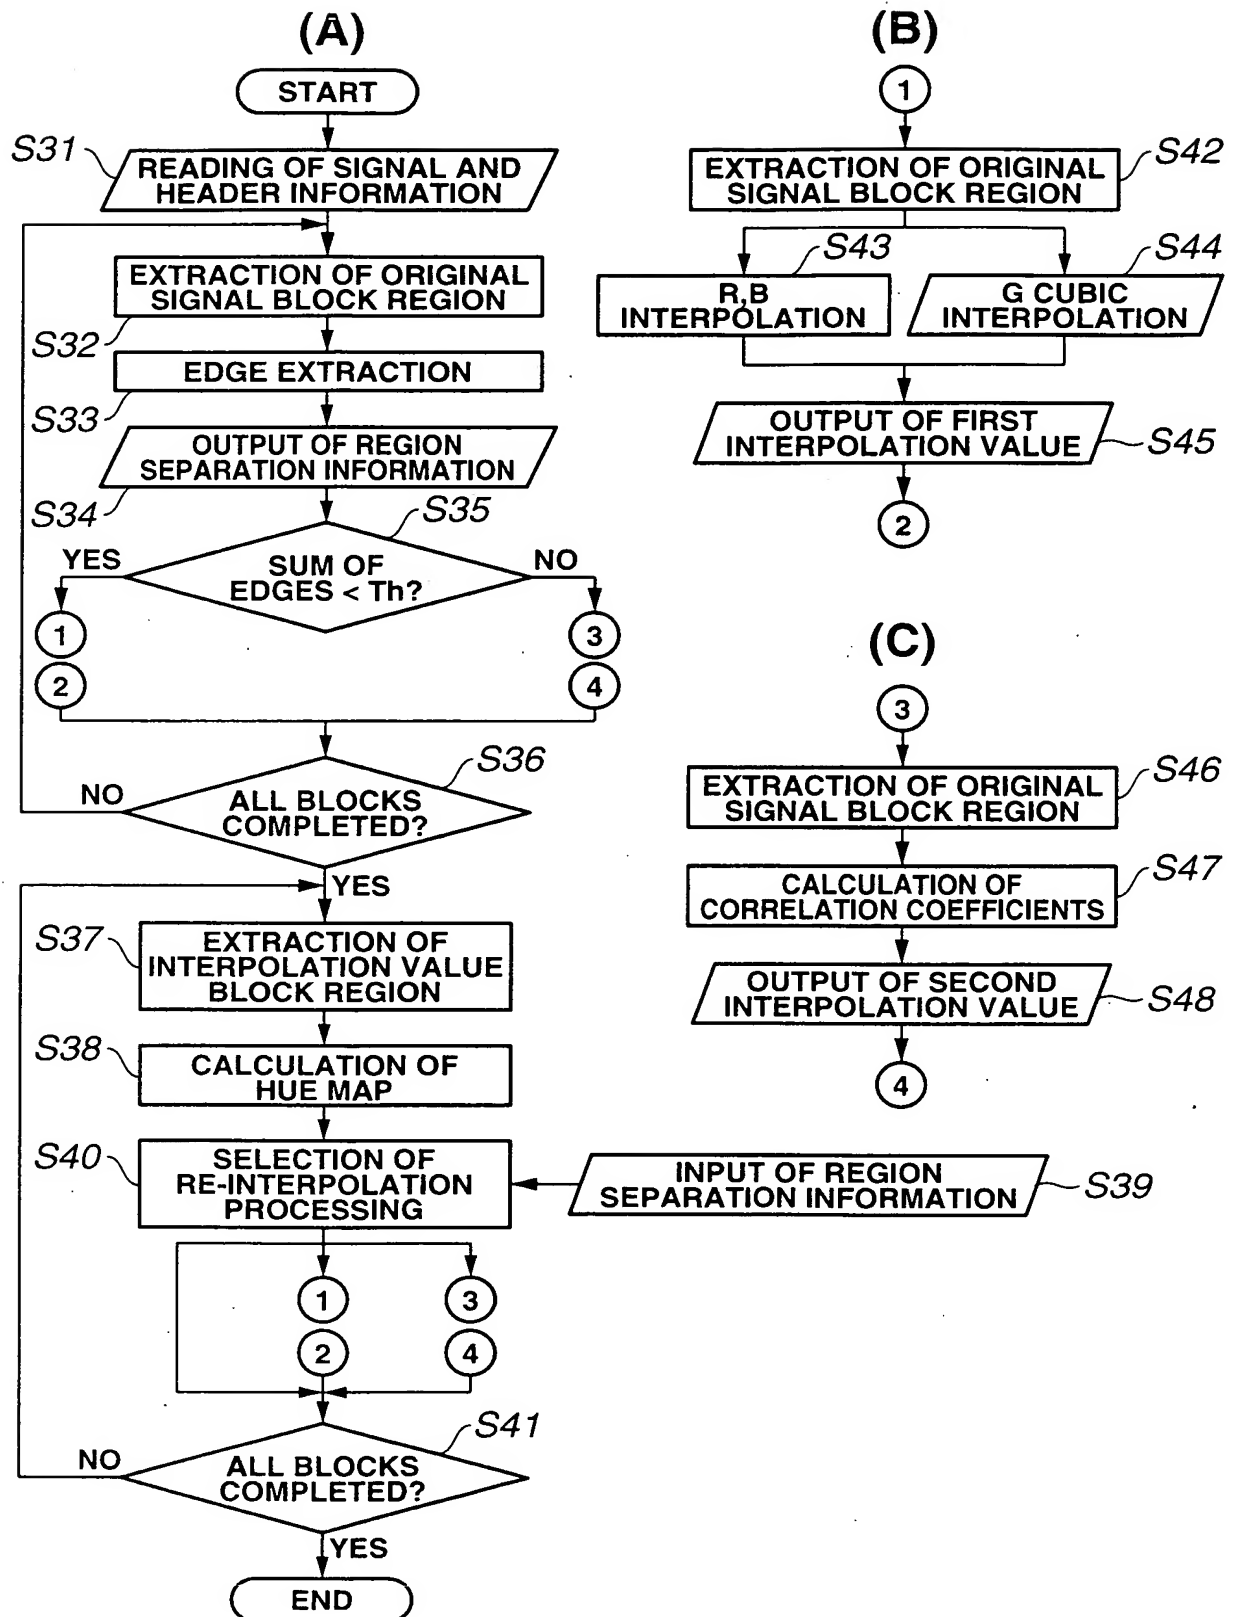 (A)
START
S31
READING OF SIGNAL AND
HEADER INFORMATION
EXTRACTION OF ORIGINAL
SIGNAL BLOCK REGION
S32
EDGE EXTRACTION
S33
OUTPUT OF REGION
SEPARATION INFORMATION
S34
S35
YES
SUM OF
EDGES < Th?
NO
1
3
2
4
S36
NO
ALL BLOCKS
COMPLETED?
YES
S37
EXTRACTION OF
INTERPOLATION VALUE
BLOCK REGION
S38
CALCULATION OF
HUE MAP
S40
SELECTION OF
RE-INTERPOLATION
PROCESSING
INPUT OF REGION
SEPARATION INFORMATION
S39
1
3
2
4
S41
NO
ALL BLOCKS
COMPLETED?
YES
END
(B)
1
EXTRACTION OF ORIGINAL
SIGNAL BLOCK REGION
S42
S43
S44
R,B
INTERPOLATION
G CUBIC
INTERPOLATION
OUTPUT OF FIRST
INTERPOLATION VALUE
S45
2
(C)
3
EXTRACTION OF ORIGINAL
SIGNAL BLOCK REGION
S46
CALCULATION OF
CORRELATION COEFFICIENTS
S47
OUTPUT OF SECOND
INTERPOLATION VALUE
S48
4